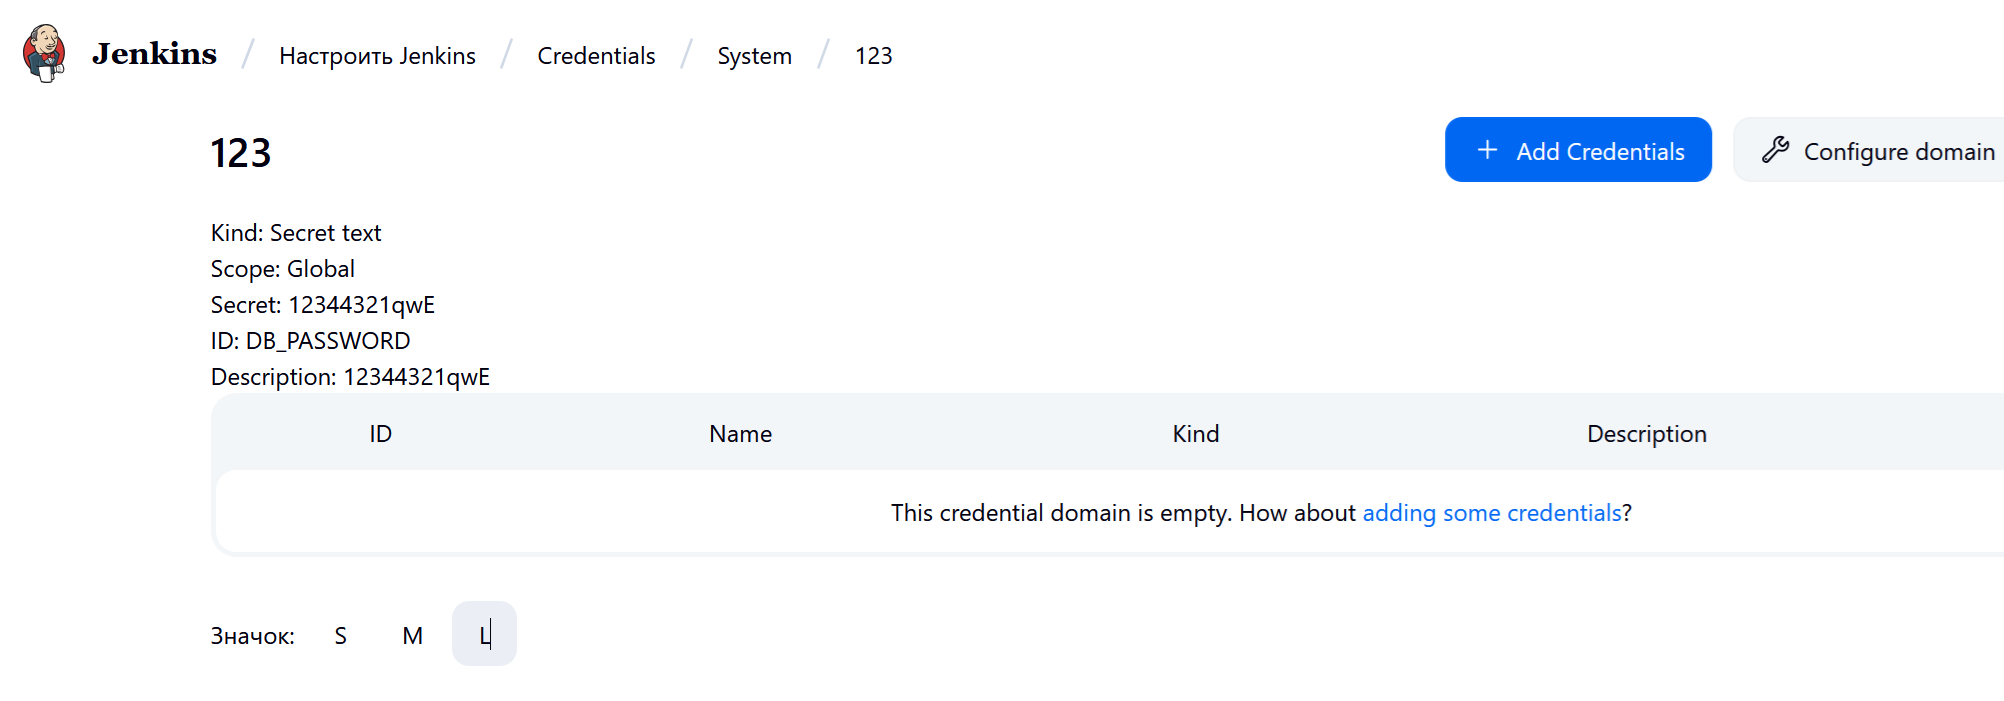 Jenkins / Настроить Jenkins / Credentials / System / 123
123
+ Add Credentials
Configure domain
Kind: Secret text
Scope: Global
Secret: 12344321qwE
ID: DB_PASSWORD
Description: 12344321qwE
ID Name Kind Description
This credential domain is empty. How about adding some credentials?
Значок: S M L